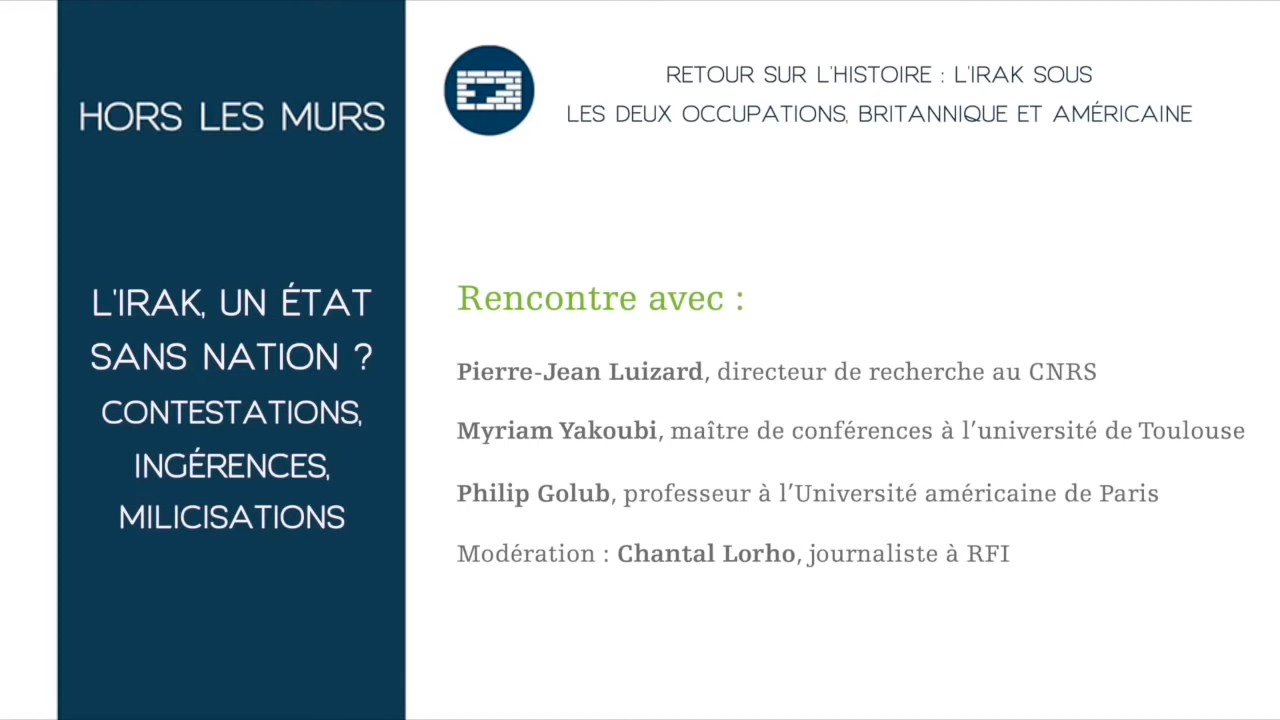 HORS LES MURS
L'IRAK, UN ÉTAT
SANS NATION ?
CONTESTATIONS,
INGÉRENCES,
MILICISATIONS
RETOUR SUR L'HISTOIRE : L'IRAK SOUS
LES DEUX OCCUPATIONS, BRITANNIQUE ET AMÉRICAINE
Rencontre avec :
Pierre-Jean Luizard, directeur de recherche au CNRS
Myriam Yakoubi, maître de conférences à l’université de Toulouse
Philip Golub, professeur à l’Université américaine de Paris
Modération : Chantal Lorho, journaliste à RFI